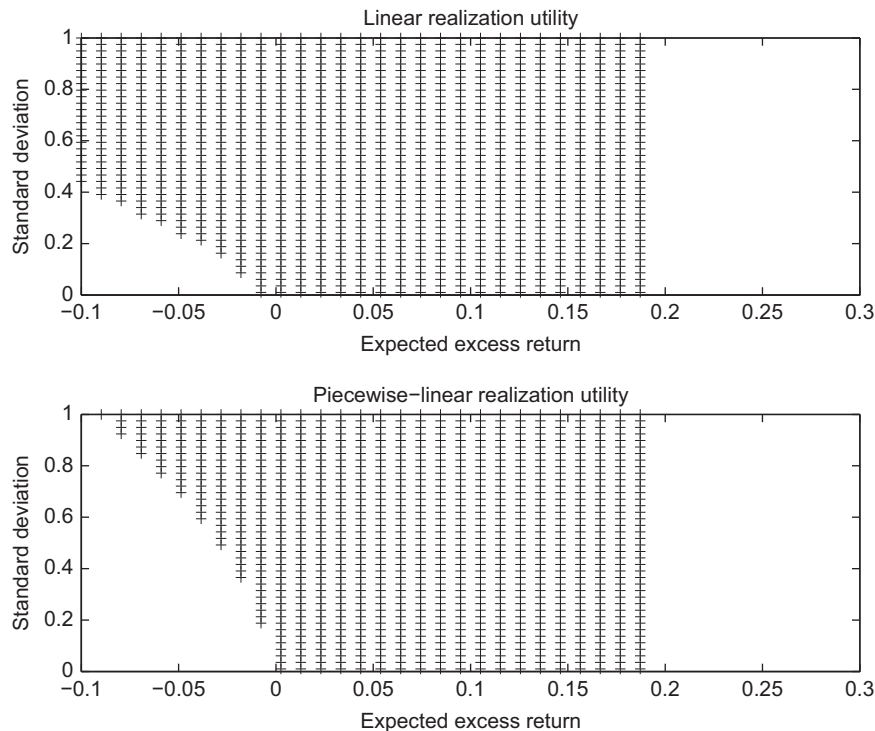 Linear realization utility
1
0.8
0.6
0.4
0.2
0
Standard deviation
−0.1 −0.05 0 0.05 0.1 0.15 0.2 0.25 0.3
Expected excess return
Piecewise−linear realization utility
1
0.8
0.6
0.4
0.2
0
Standard deviation
−0.1 −0.05 0 0.05 0.1 0.15 0.2 0.25 0.3
Expected excess return